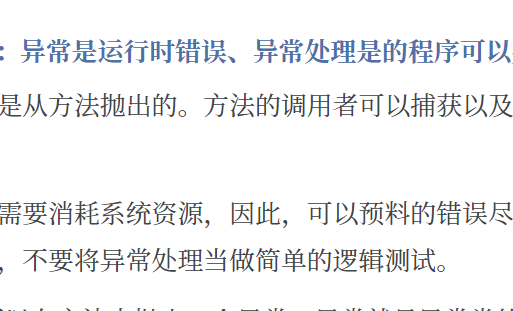 ：异常是运行时错误、异常处理是的程序可以
是从方法抛出的。方法的调用者可以捕获以及
需要消耗系统资源，因此，可以预料的错误尽
，不要将异常处理当做简单的逻辑测试。